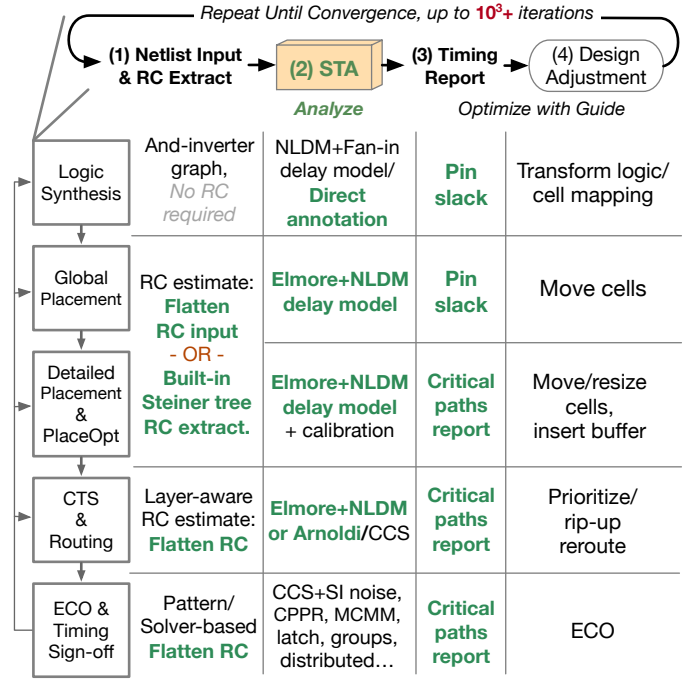 Repeat Until Convergence, up to 10³+ iterations
(1) Netlist Input
& RC Extract
(2) STA
(3) Timing
Report
(4) Design
Adjustment
Analyze
Optimize with Guide
Logic
Synthesis
And-inverter
graph,
No RC
required
NLDM+Fan-in
delay model/
Direct
annotation
Pin
slack
Transform logic/
cell mapping
Global
Placement
RC estimate:
Flatten
RC input
- OR -
Built-in
Steiner tree
RC extract.
Elmore+NLDM
delay model
Pin
slack
Move cells
Detailed
Placement
&
PlaceOpt
Elmore+NLDM
delay model
+ calibration
Critical
paths
report
Move/resize
cells,
insert buffer
CTS
&
Routing
Layer-aware
RC estimate:
Flatten RC
Elmore+NLDM
or Arnoldi/CCS
Critical
paths
report
Prioritize/
rip-up
reroute
ECO &
Timing
Sign-off
Pattern/
Solver-based
Flatten RC
CCS+SI noise,
CPPR, MCMM,
latch, groups,
distributed...
Critical
paths
report
ECO